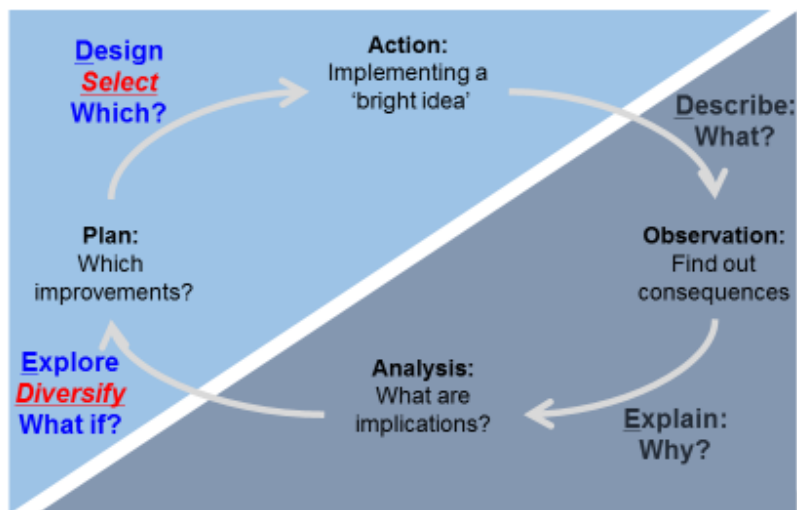 Design
Select
Which?
Action:
Implementing a
‘bright idea’
Describe:
What?
Observation:
Find out
consequences
Explain:
Why?
Analysis:
What are
implications?
Explore
Diversify
What if?
Plan:
Which
improvements?